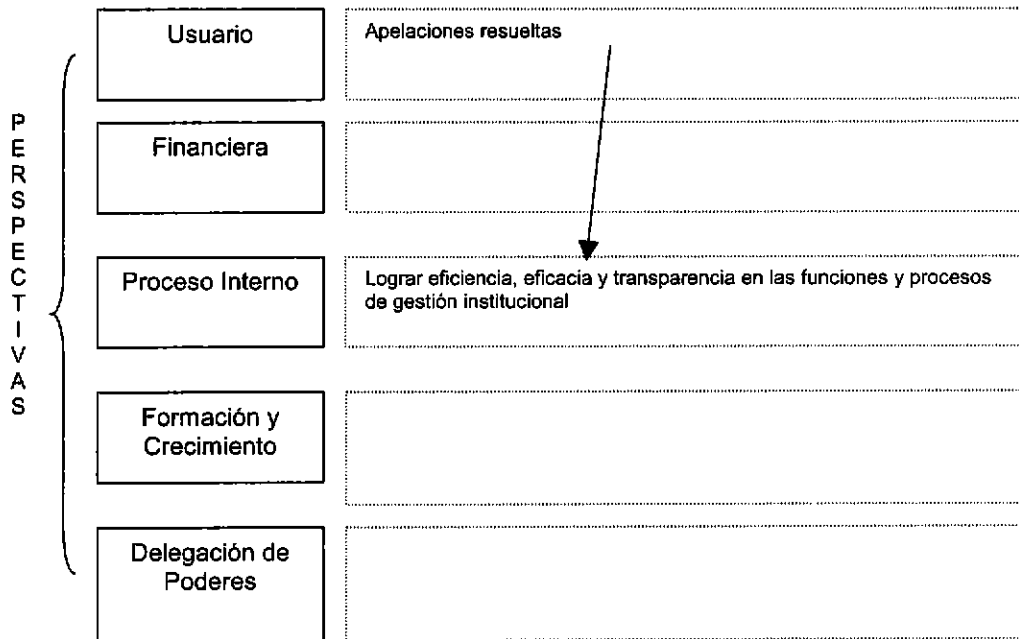 PERSPECTIVAS
Usuario
Apelaciones resueltas
Financiera
Proceso Interno
Lograr eficiencia, eficacia y transparencia en las funciones y procesos
de gestión institucional
Formación y
Crecimiento
Delegación de
Poderes